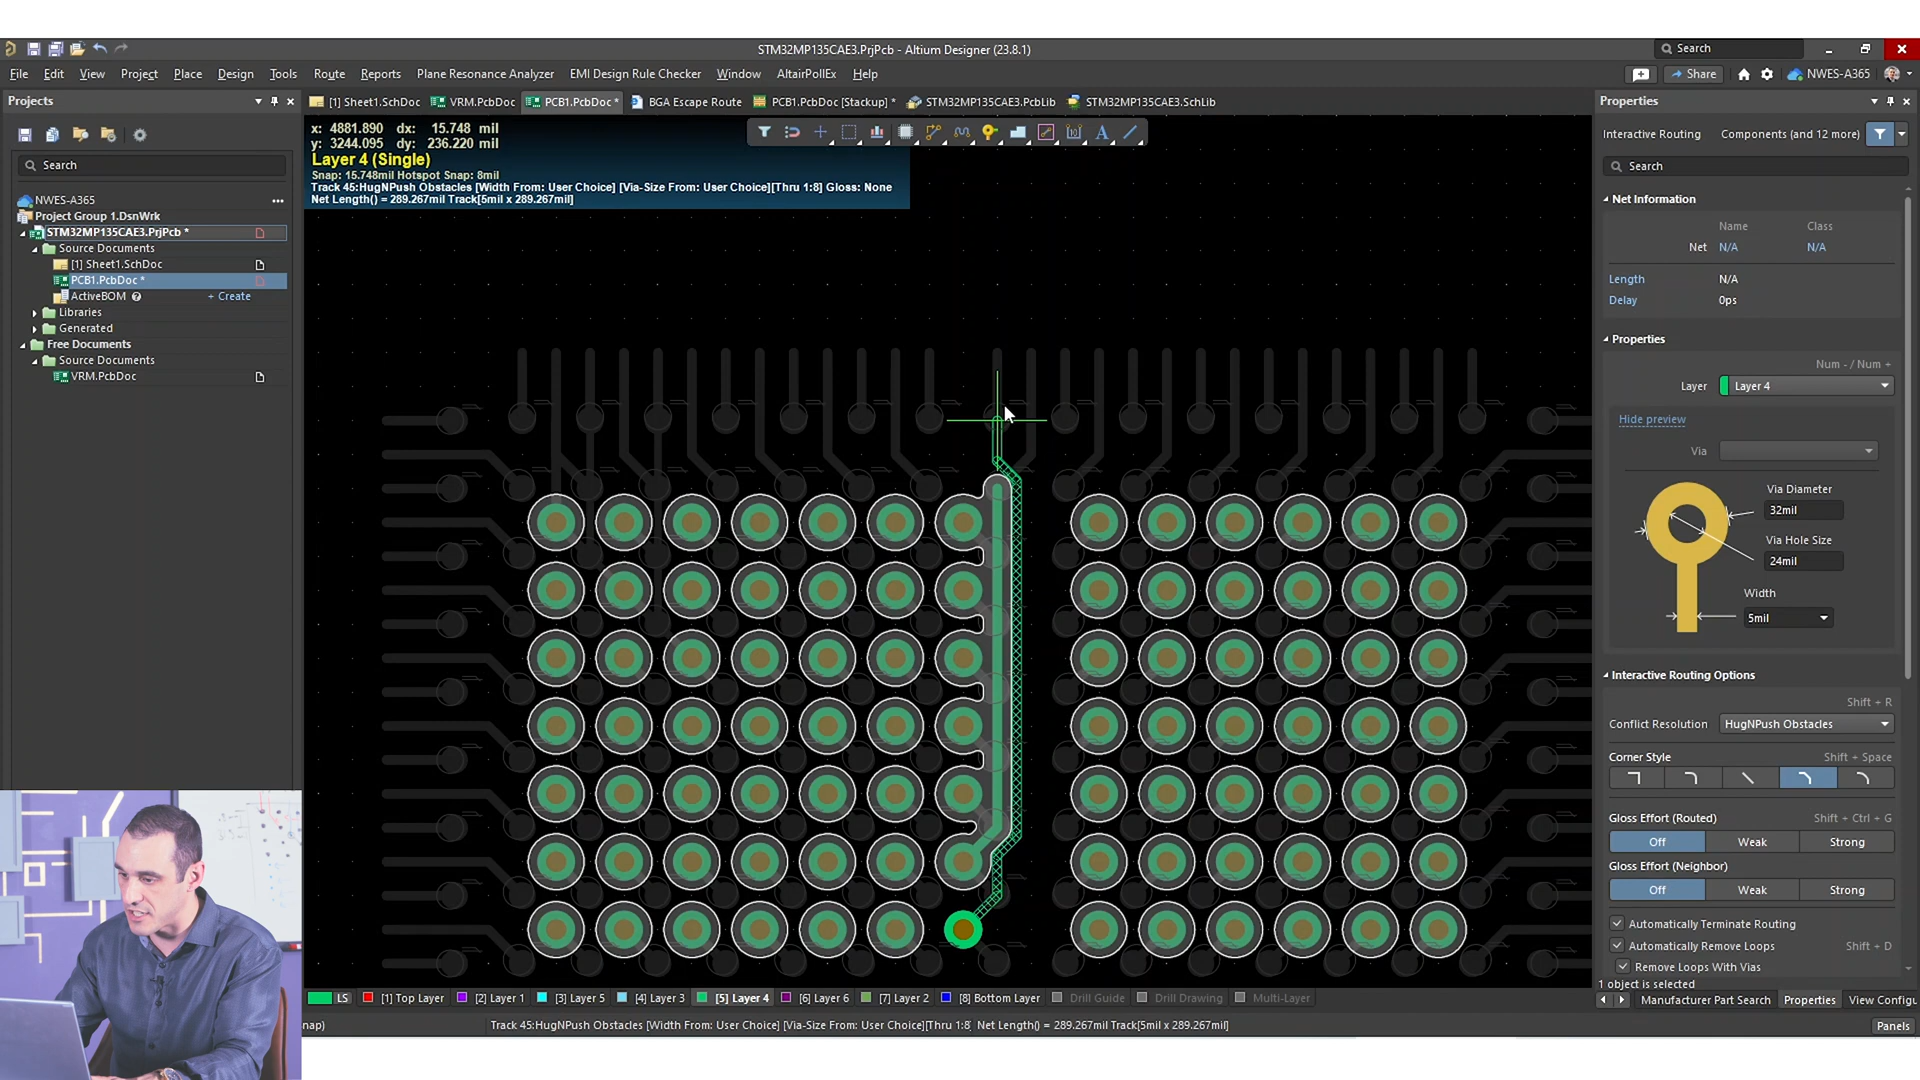 STM32MP135CAE3.PrjPcb - Altium Designer (23.8.1)
Search
File Edit View Project Place Design Tools Route Reports Plane Resonance Analyzer EMI Design Rule Checker Window AltairPollEx Help
Share
NWES-A365
Projects
[1] Sheet1.SchDoc
VRM.PcbDoc
PCB1.PcbDoc *
BGA Escape Route
PCB1.PcbDoc [Stackup] *
STM32MP135CAE3.PcbLib
STM32MP135CAE3.SchLib
Properties
Search
NWES-A365
Project Group 1.DsnWrk
STM32MP135CAE3.PrjPcb *
Source Documents
[1] Sheet1.SchDoc
PCB1.PcbDoc *
ActiveBOM
+ Create
Libraries
Generated
Free Documents
Source Documents
VRM.PcbDoc
x: 4881.890 dx: 15.748 mil
y: 3244.095 dy: 236.220 mil
Layer 4 (Single)
Snap: 15.748mil Hotspot Snap: 8mil
Track 45:HugNPush Obstacles [Width From: User Choice] [Via-Size From: User Choice][Thru 1:8] Gloss: None
Net Length() = 289.267mil Track[5mil x 289.267mil]
Interactive Routing
Components (and 12 more)
Search
Net Information
Name Class
Net N/A N/A
Length N/A
Delay 0ps
Properties
Num - / Num +
Layer Layer 4
Hide preview
Via
Via Diameter
32mil
Via Hole Size
24mil
Width
5mil
Interactive Routing Options
Shift + R
Conflict Resolution HugNPush Obstacles
Corner Style Shift + Space
Gloss Effort (Routed) Shift + Ctrl + G
Off Weak Strong
Gloss Effort (Neighbor)
Off Weak Strong
Automatically Terminate Routing
Automatically Remove Loops Shift + D
Remove Loops With Vias
1 object is selected
LS [1] Top Layer [2] Layer 1 [3] Layer 5 [4] Layer 3 [5] Layer 4 [6] Layer 6 [7] Layer 2 [8] Bottom Layer Drill Guide Drill Drawing Multi-Layer
Manufacturer Part Search Properties View Configu
nap) Track 45:HugNPush Obstacles [Width From: User Choice] [Via-Size From: User Choice][Thru 1:8] Net Length() = 289.267mil Track[5mil x 289.267mil]
Panels